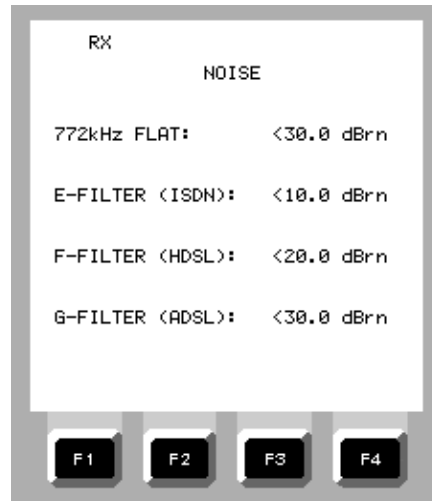 RX
NOISE
772kHz FLAT: <30.0 dBrn
E-FILTER (ISDN): <10.0 dBrn
F-FILTER (HDSL): <20.0 dBrn
G-FILTER (ADSL): <30.0 dBrn
F1 F2 F3 F4